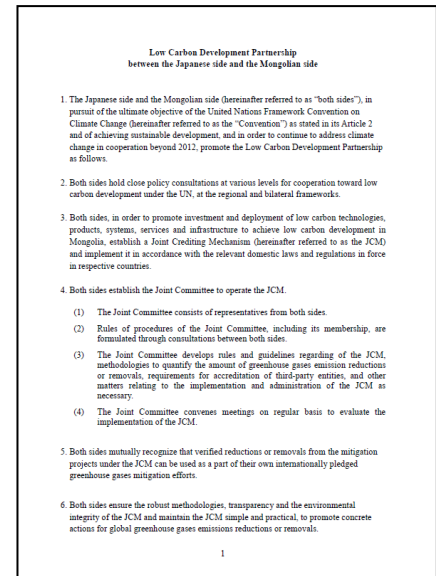 Low Carbon Development Partnership
between the Japanese side and the Mongolian side
1. The Japanese side and the Mongolian side (hereinafter referred to as "both sides"), in
pursuit of the ultimate objective of the United Nations Framework Convention on
Climate Change (hereinafter referred to as the "Convention") as stated in its Article 2
and of achieving sustainable development, and in order to continue to address climate
change in cooperation beyond 2012, promote the Low Carbon Development Partnership
as follows.
2. Both sides hold close policy consultations at various levels for cooperation toward low
carbon development under the UN, at the regional and bilateral frameworks.
3. Both sides, in order to promote investment and deployment of low carbon technologies,
products, systems, services and infrastructure to achieve low carbon development in
Mongolia, establish a Joint Crediting Mechanism (hereinafter referred to as the JCM)
and implement it in accordance with the relevant domestic laws and regulations in force
in respective countries.
4. Both sides establish the Joint Committee to operate the JCM.
(1) The Joint Committee consists of representatives from both sides.
(2) Rules of procedures of the Joint Committee, including its membership, are
formulated through consultations between both sides.
(3) The Joint Committee develops rules and guidelines regarding of the JCM,
methodologies to quantify the amount of greenhouse gases emission reductions
or removals, requirements for accreditation of third-party entities, and other
matters relating to the implementation and administration of the JCM as
necessary.
(4) The Joint Committee convenes meetings on regular basis to evaluate the
implementation of the JCM.
5. Both sides mutually recognize that verified reductions or removals from the mitigation
projects under the JCM can be used as a part of their own internationally pledged
greenhouse gases mitigation efforts.
6. Both sides ensure the robust methodologies, transparency and the environmental
integrity of the JCM and maintain the JCM simple and practical, to promote concrete
actions for global greenhouse gases emissions reductions or removals.
1